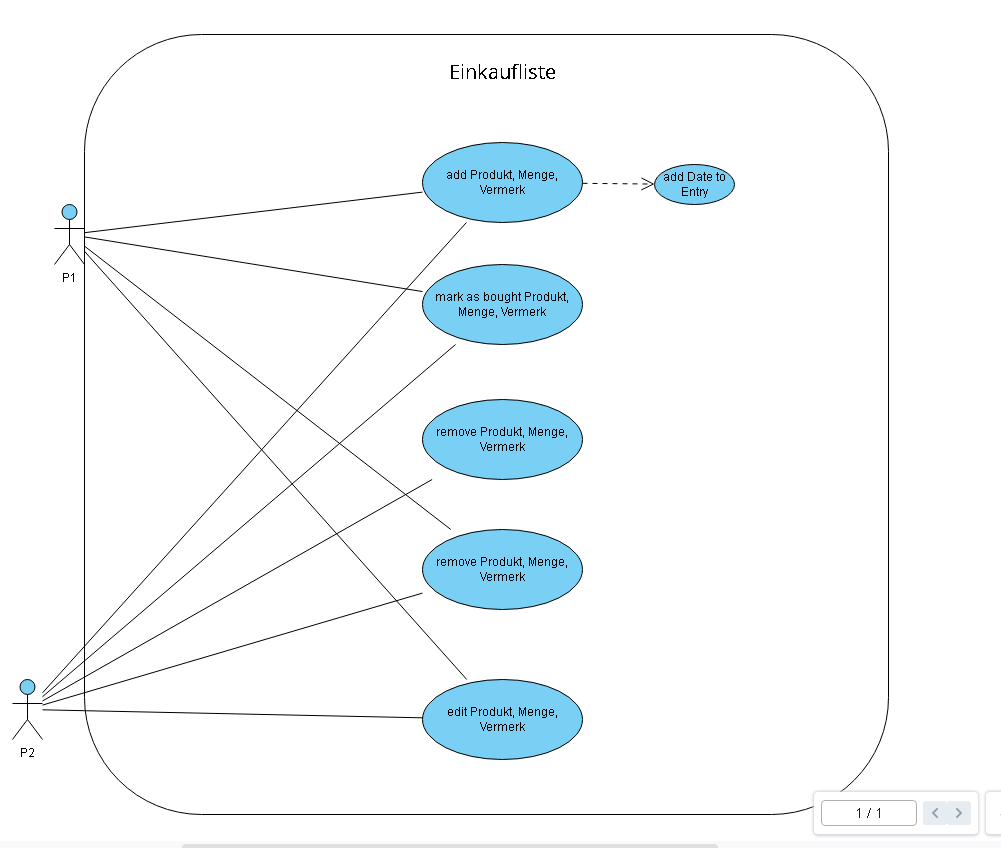 Einkaufliste
add Produkt, Menge,
Vermerk
add Date to
Entry
P1
mark as bought Produkt,
Menge, Vermerk
remove Produkt, Menge,
Vermerk
remove Produkt, Menge,
Vermerk
edit Produkt, Menge,
Vermerk
P2
1 / 1